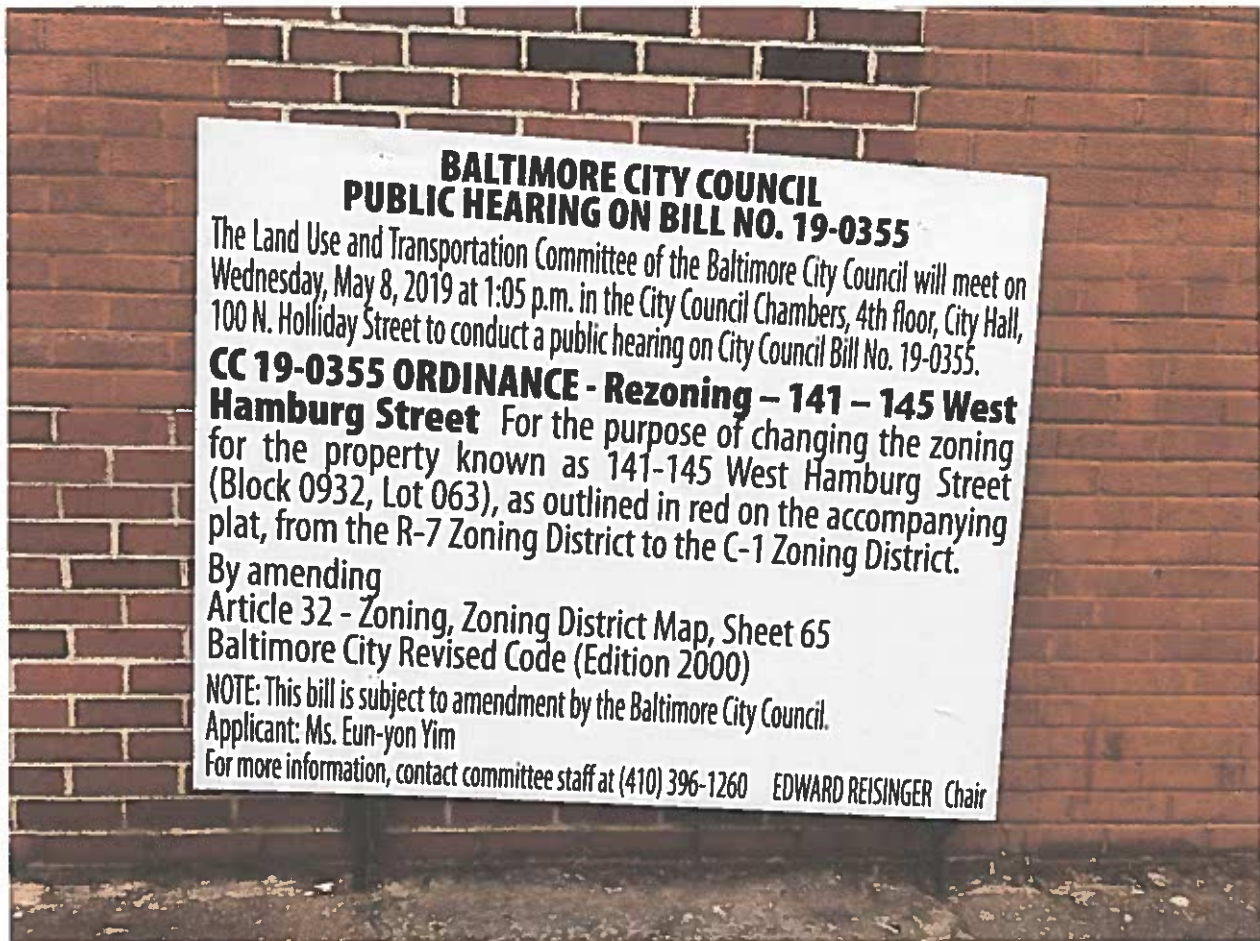 BALTIMORE CITY COUNCIL
PUBLIC HEARING ON BILL NO. 19-0355
The Land Use and Transportation Committee of the Baltimore City Council will meet on
Wednesday, May 8, 2019 at 1:05 p.m. in the City Council Chambers, 4th floor, City Hall,
100 N. Holliday Street to conduct a public hearing on City Council Bill No. 19-0355.
CC 19-0355 ORDINANCE - Rezoning – 141 – 145 West
Hamburg Street For the purpose of changing the zoning
for the property known as 141-145 West Hamburg Street
(Block 0932, Lot 063), as outlined in red on the accompanying
plat, from the R-7 Zoning District to the C-1 Zoning District.
By amending
Article 32 - Zoning, Zoning District Map, Sheet 65
Baltimore City Revised Code (Edition 2000)
NOTE: This bill is subject to amendment by the Baltimore City Council.
Applicant: Ms. Eun-yon Yim
For more information, contact committee staff at (410) 396-1260 EDWARD REISINGER Chair